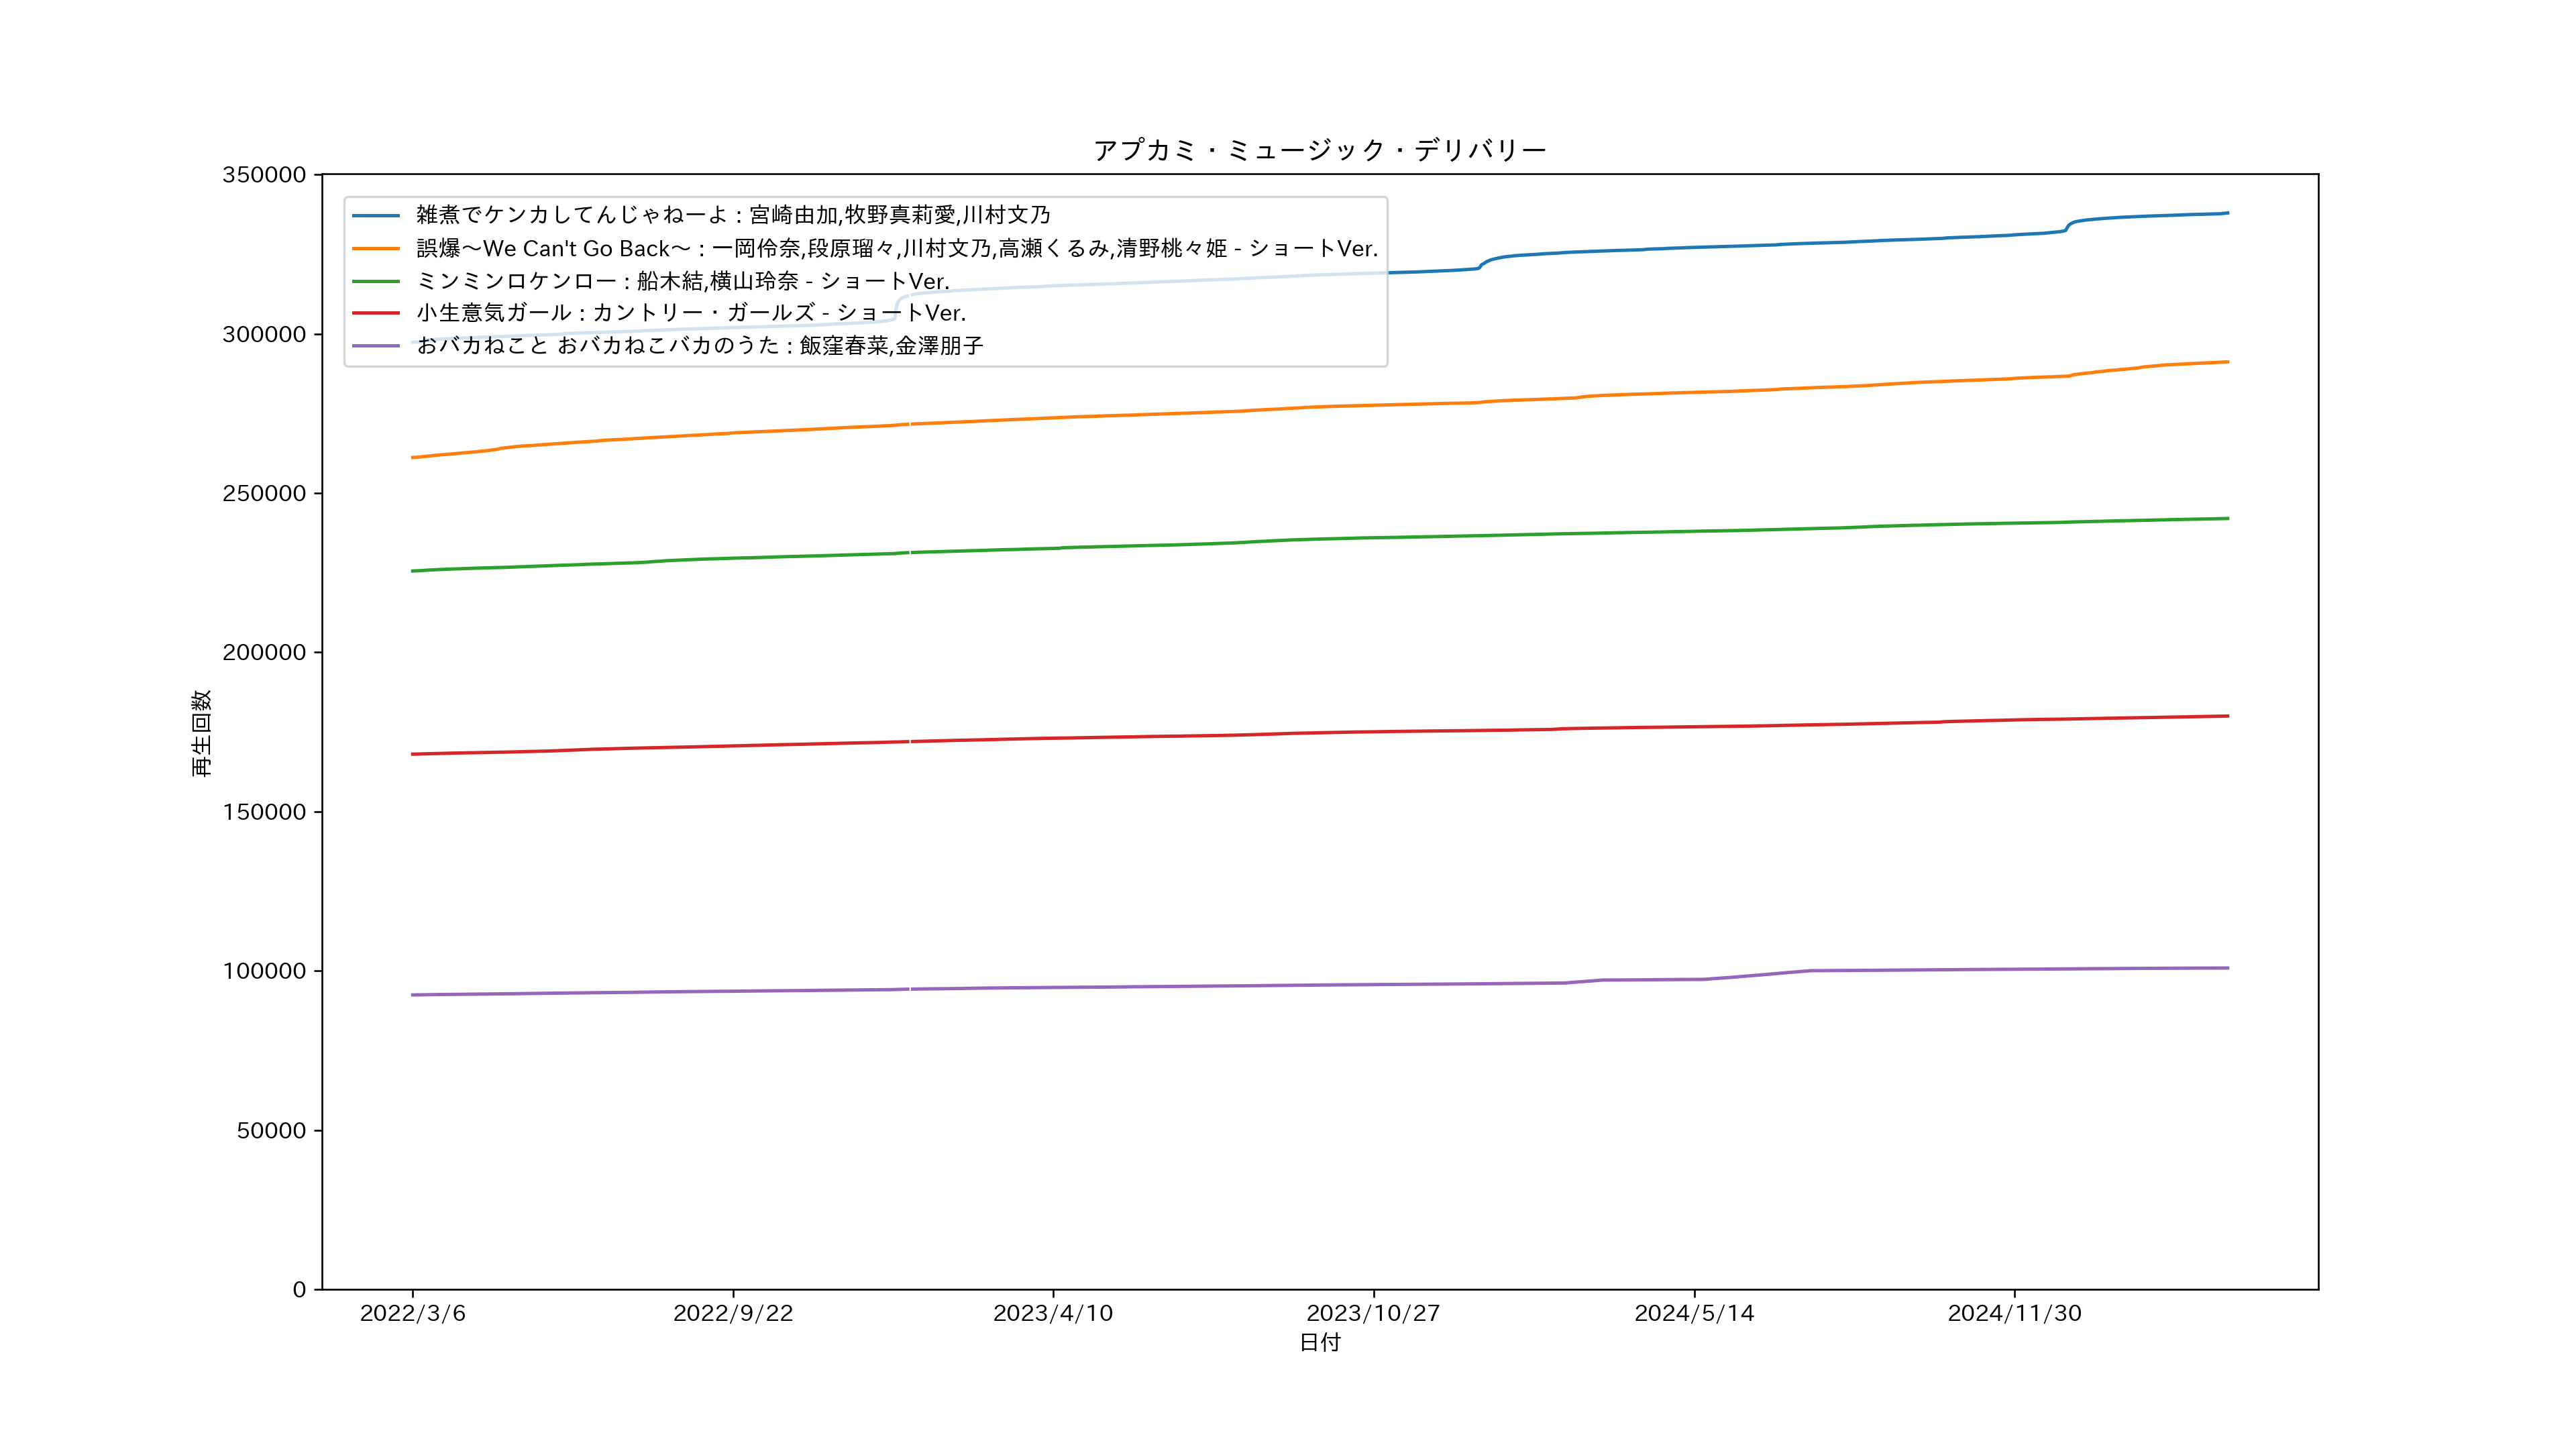 アプカミ・ミュージック・デリバリー
350000
300000
250000
200000
150000
100000
50000
0
再生回数
雑煮でケンカしてんじゃねーよ : 宮崎由加,牧野真莉愛,川村文乃
誤爆～We Can't Go Back～ : 一岡伶奈,段原瑠々,川村文乃,高瀬くるみ,清野桃々姫 - ショートVer.
ミンミンロケンロー : 船木結,横山玲奈 - ショートVer.
小生意気ガール : カントリー・ガールズ - ショートVer.
おバカねこと おバカねこバカのうた : 飯窪春菜,金澤朋子
2022/3/6 2022/9/22 2023/4/10 2023/10/27 2024/5/14 2024/11/30
日付